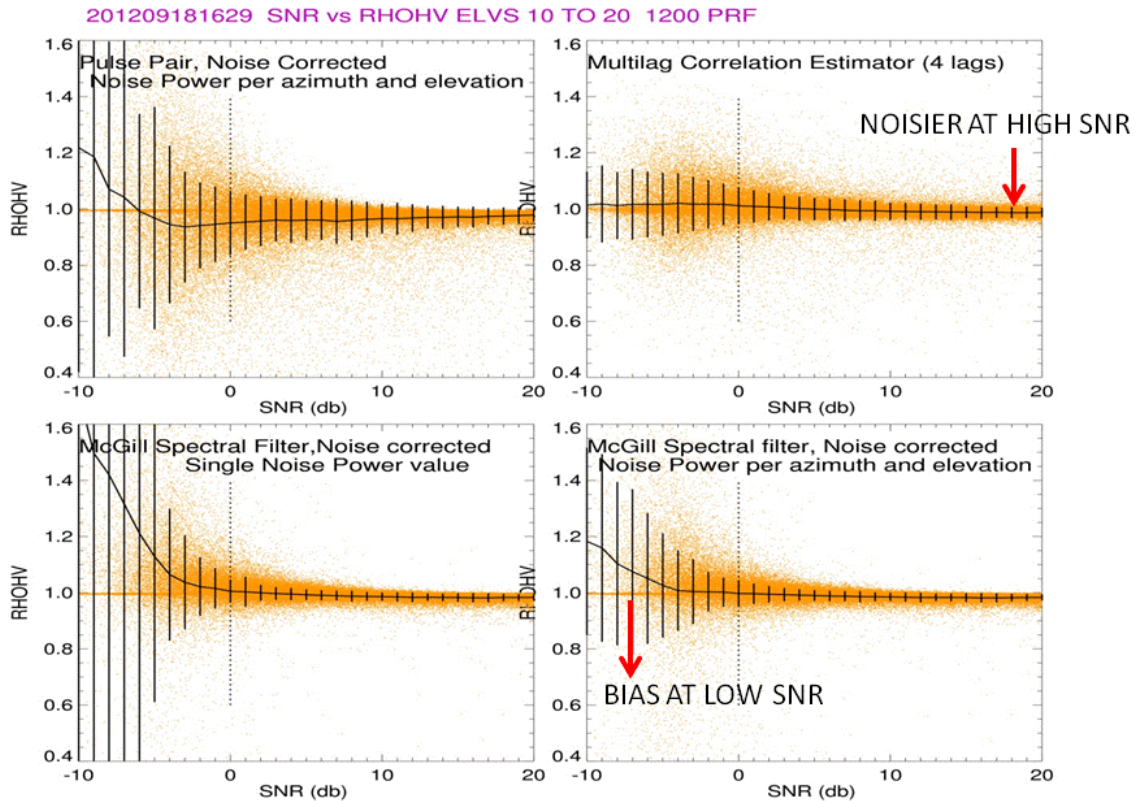 201209181629 SNR vs RHOHV ELVS 10 TO 20 1200 PRF
1.6
1.4
1.2
1.0
0.8
0.6
0.4
RHOHV
Pulse Pair, Noise Corrected
Noise Power per azimuth and elevation
-10
0
10
20
SNR (db)
1.6
1.4
1.2
1.0
0.8
0.6
0.4
RHOHV
Multilag Correlation Estimator (4 lags)
NOISIER AT HIGH SNR
-10
0
10
20
SNR (db)
1.6
1.4
1.2
1.0
0.8
0.6
0.4
RHOHV
McGill Spectral Filter,Noise corrected
Single Noise Power value
-10
0
10
20
SNR (db)
1.6
1.4
1.2
1.0
0.8
0.6
0.4
RHOHV
McGill Spectral filter, Noise corrected
Noise Power per azimuth and elevation
BIAS AT LOW SNR
-10
0
10
20
SNR (db)